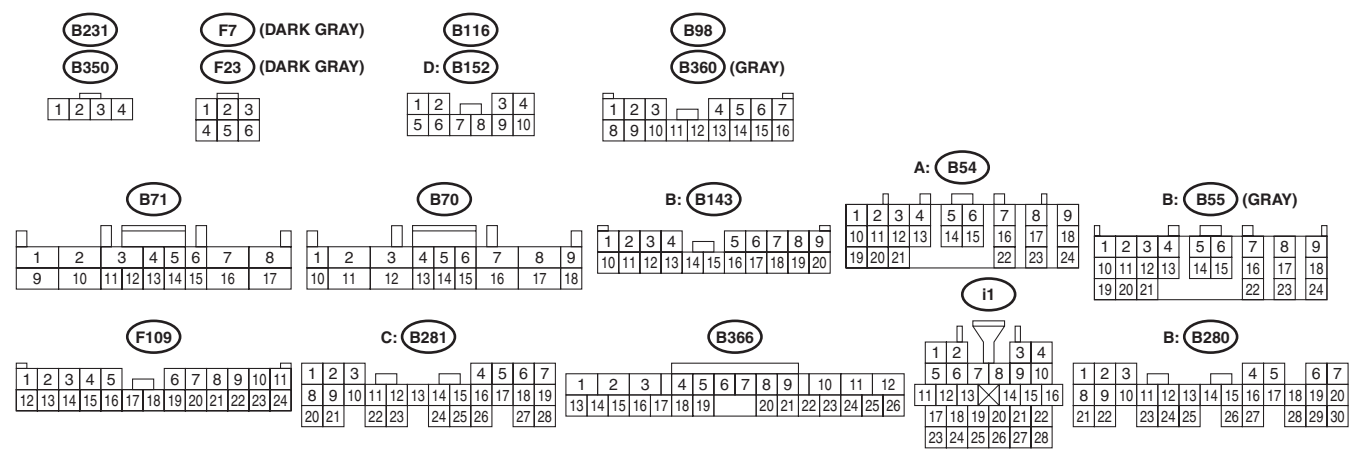 B231
B350
1 2 3 4
F7 (DARK GRAY)
F23 (DARK GRAY)
1 2 3
4 5 6
B116
D: B152
1 2 3 4
5 6 7 8 9 10
B98
B360 (GRAY)
1 2 3 4 5 6 7
8 9 10 11 12 13 14 15 16
B71
1 2 3 4 5 6 7 8
9 10 11 12 13 14 15 16 17
B70
1 2 3 4 5 6 7 8 9
10 11 12 13 14 15 16 17 18
B: B143
1 2 3 4 5 6 7 8 9
10 11 12 13 14 15 16 17 18 19 20
A: B54
1 2 3 4 5 6 7 8 9
10 11 12 13 14 15 16 17 18
19 20 21 22 23 24
B: B55 (GRAY)
1 2 3 4 5 6 7 8 9
10 11 12 13 14 15 16 17 18
19 20 21 22 23 24
F109
1 2 3 4 5 6 7 8 9 10 11
12 13 14 15 16 17 18 19 20 21 22 23 24
C: B281
1 2 3 4 5 6 7
8 9 10 11 12 13 14 15 16 17 18 19
20 21 22 23 24 25 26 27 28
B366
1 2 3 4 5 6 7 8 9 10 11 12
13 14 15 16 17 18 19 20 21 22 23 24 25 26
i1
1 2 3 4
5 6 7 8 9 10
11 12 13 14 15 16
17 18 19 20 21 22
23 24 25 26 27 28
B: B280
1 2 3 4 5 6 7
8 9 10 11 12 13 14 15 16 17 18 19 20
21 22 23 24 25 26 27 28 29 30